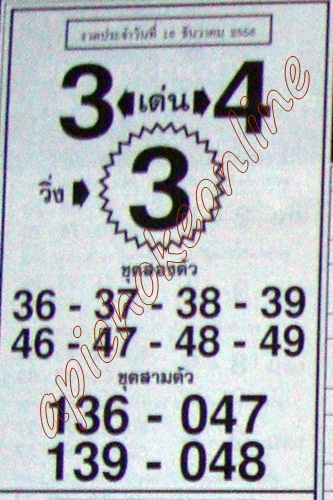 งวดประจำวันที่ 16 ธันวาคม 2556
3 เด่น 4
วิ่ง 3
ชุดสองตัว
36 - 37 - 38 - 39
46 - 47 - 48 - 49
ชุดสามตัว
136 - 047
139 - 048
apichokeonline